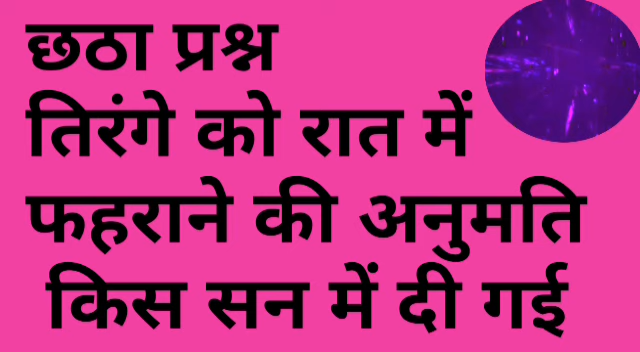 छठा प्रश्न
तिरंगे को रात में
फहराने की अनुमति
किस सन में दी गई